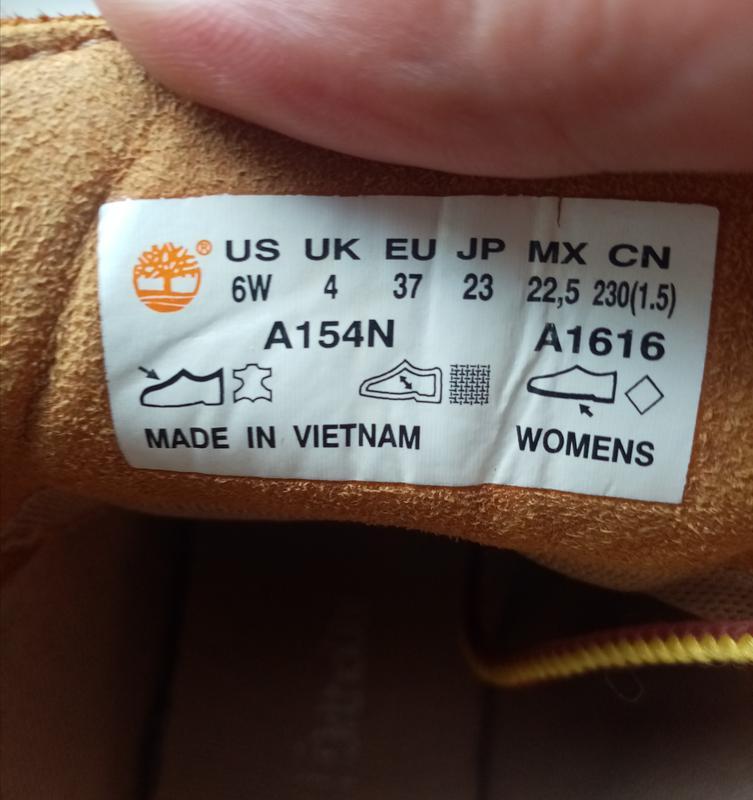 ® US UK EU JP MX CN
6W 4 37 23 22,5 230(1.5)
A154N A1616
MADE IN VIETNAM WOMENS